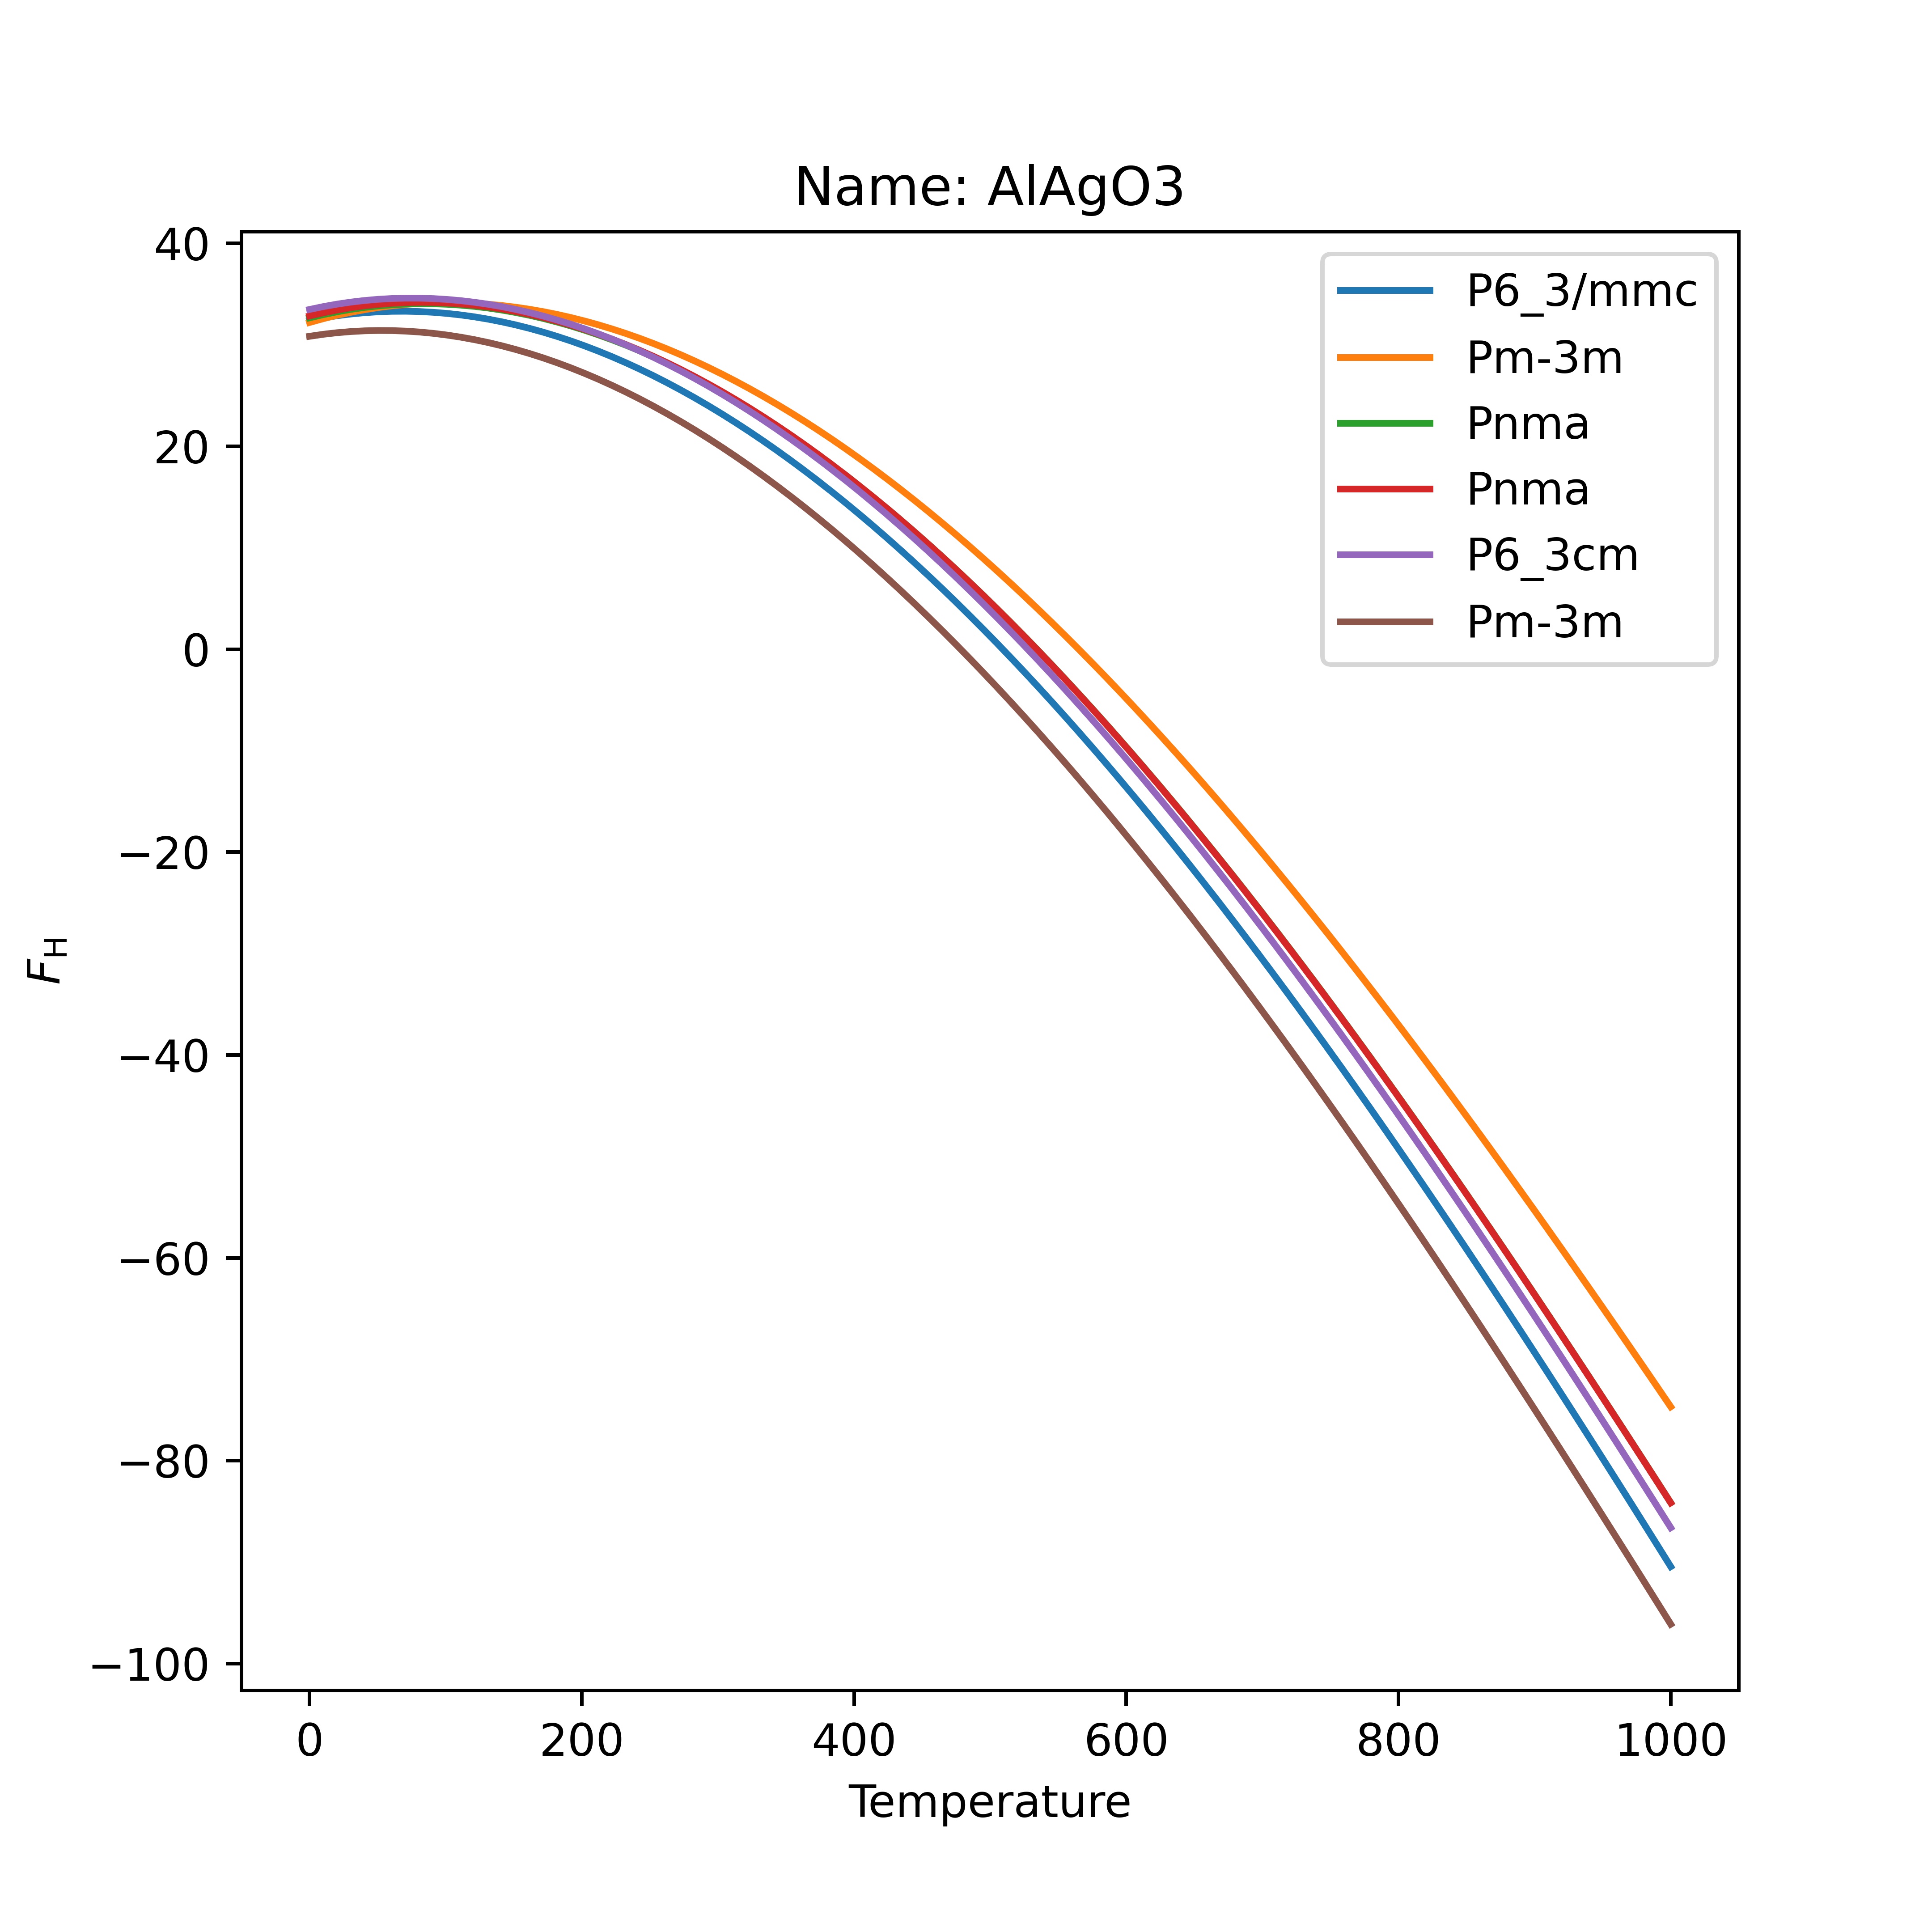 Name: AlAgO3
40
20
0
−20
−40
−60
−80
−100
F_H
P6_3/mmc
Pm-3m
Pnma
Pnma
P6_3cm
Pm-3m
0 200 400 600 800 1000
Temperature